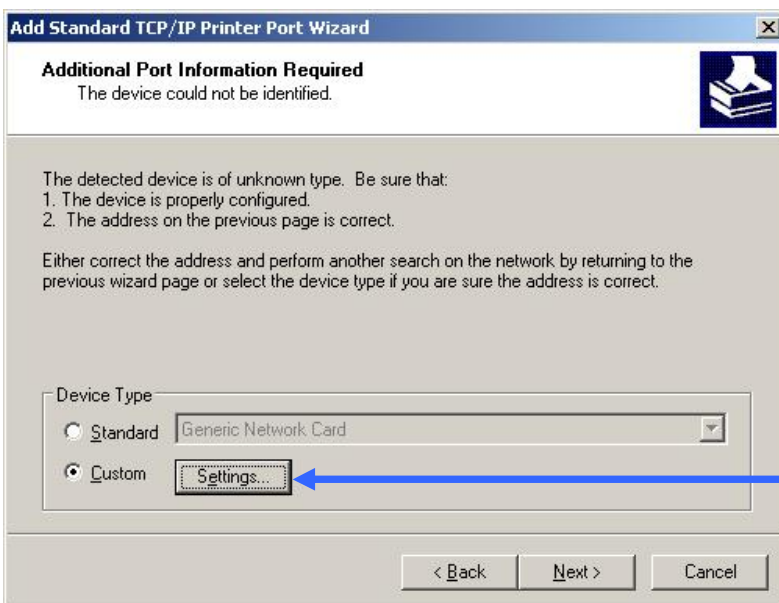 Add Standard TCP/IP Printer Port Wizard
Additional Port Information Required
The device could not be identified.
The detected device is of unknown type. Be sure that:
1. The device is properly configured.
2. The address on the previous page is correct.
Either correct the address and perform another search on the network by returning to the
previous wizard page or select the device type if you are sure the address is correct.
Device Type
Standard Generic Network Card
Custom Settings...
< Back Next > Cancel